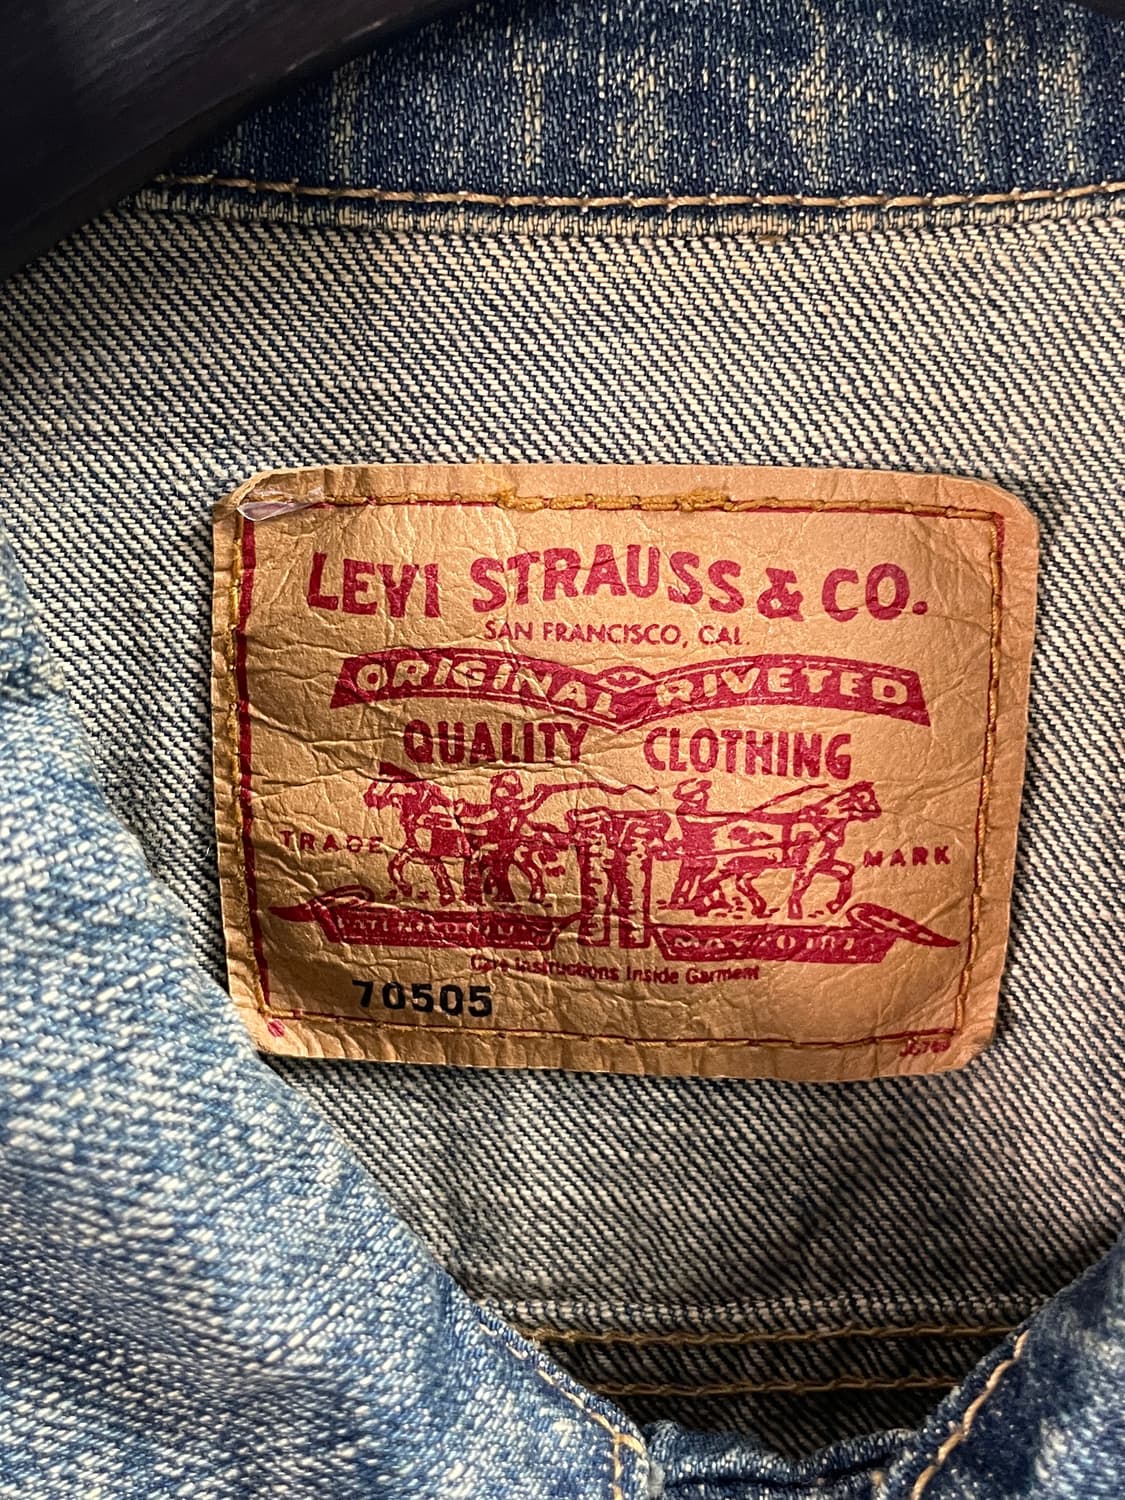 LEVI STRAUSS & CO.
SAN FRANCISCO, CAL.
ORIGINAL RIVETED
QUALITY CLOTHING
TRADE MARK
Care Instructions Inside Garment
70505